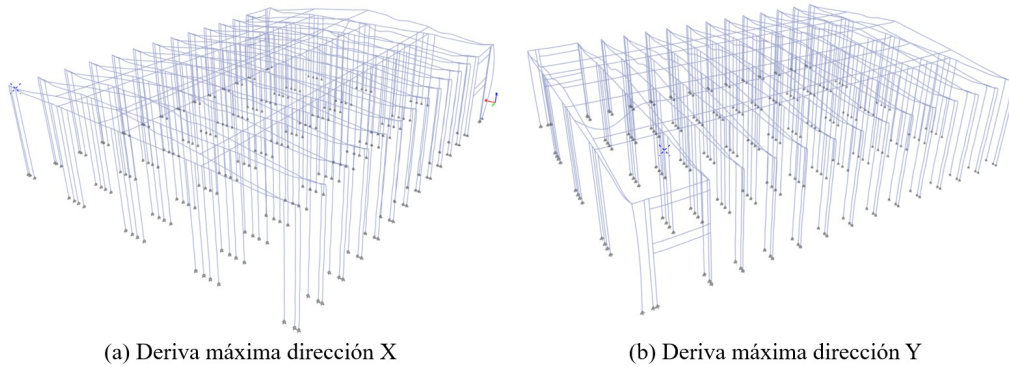 (a) Deriva máxima dirección X
(b) Deriva máxima dirección Y